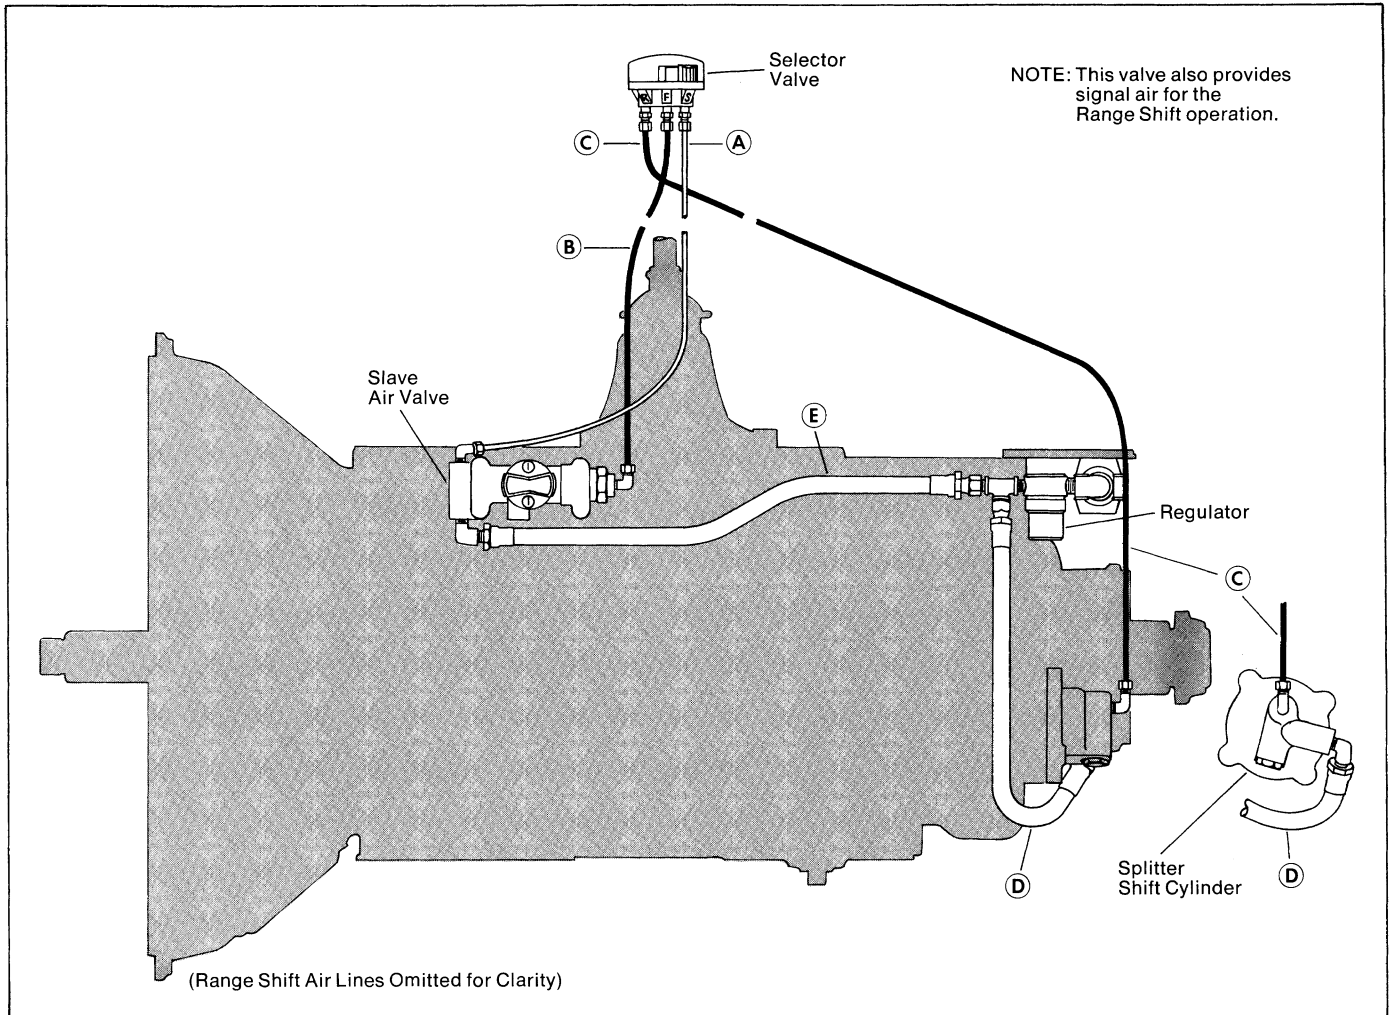 Selector
Valve
NOTE: This valve also provides
signal air for the
Range Shift operation.
R F S
C
A
B
Slave
Air Valve
E
Regulator
C
D
Splitter
Shift Cylinder
D
(Range Shift Air Lines Omitted for Clarity)